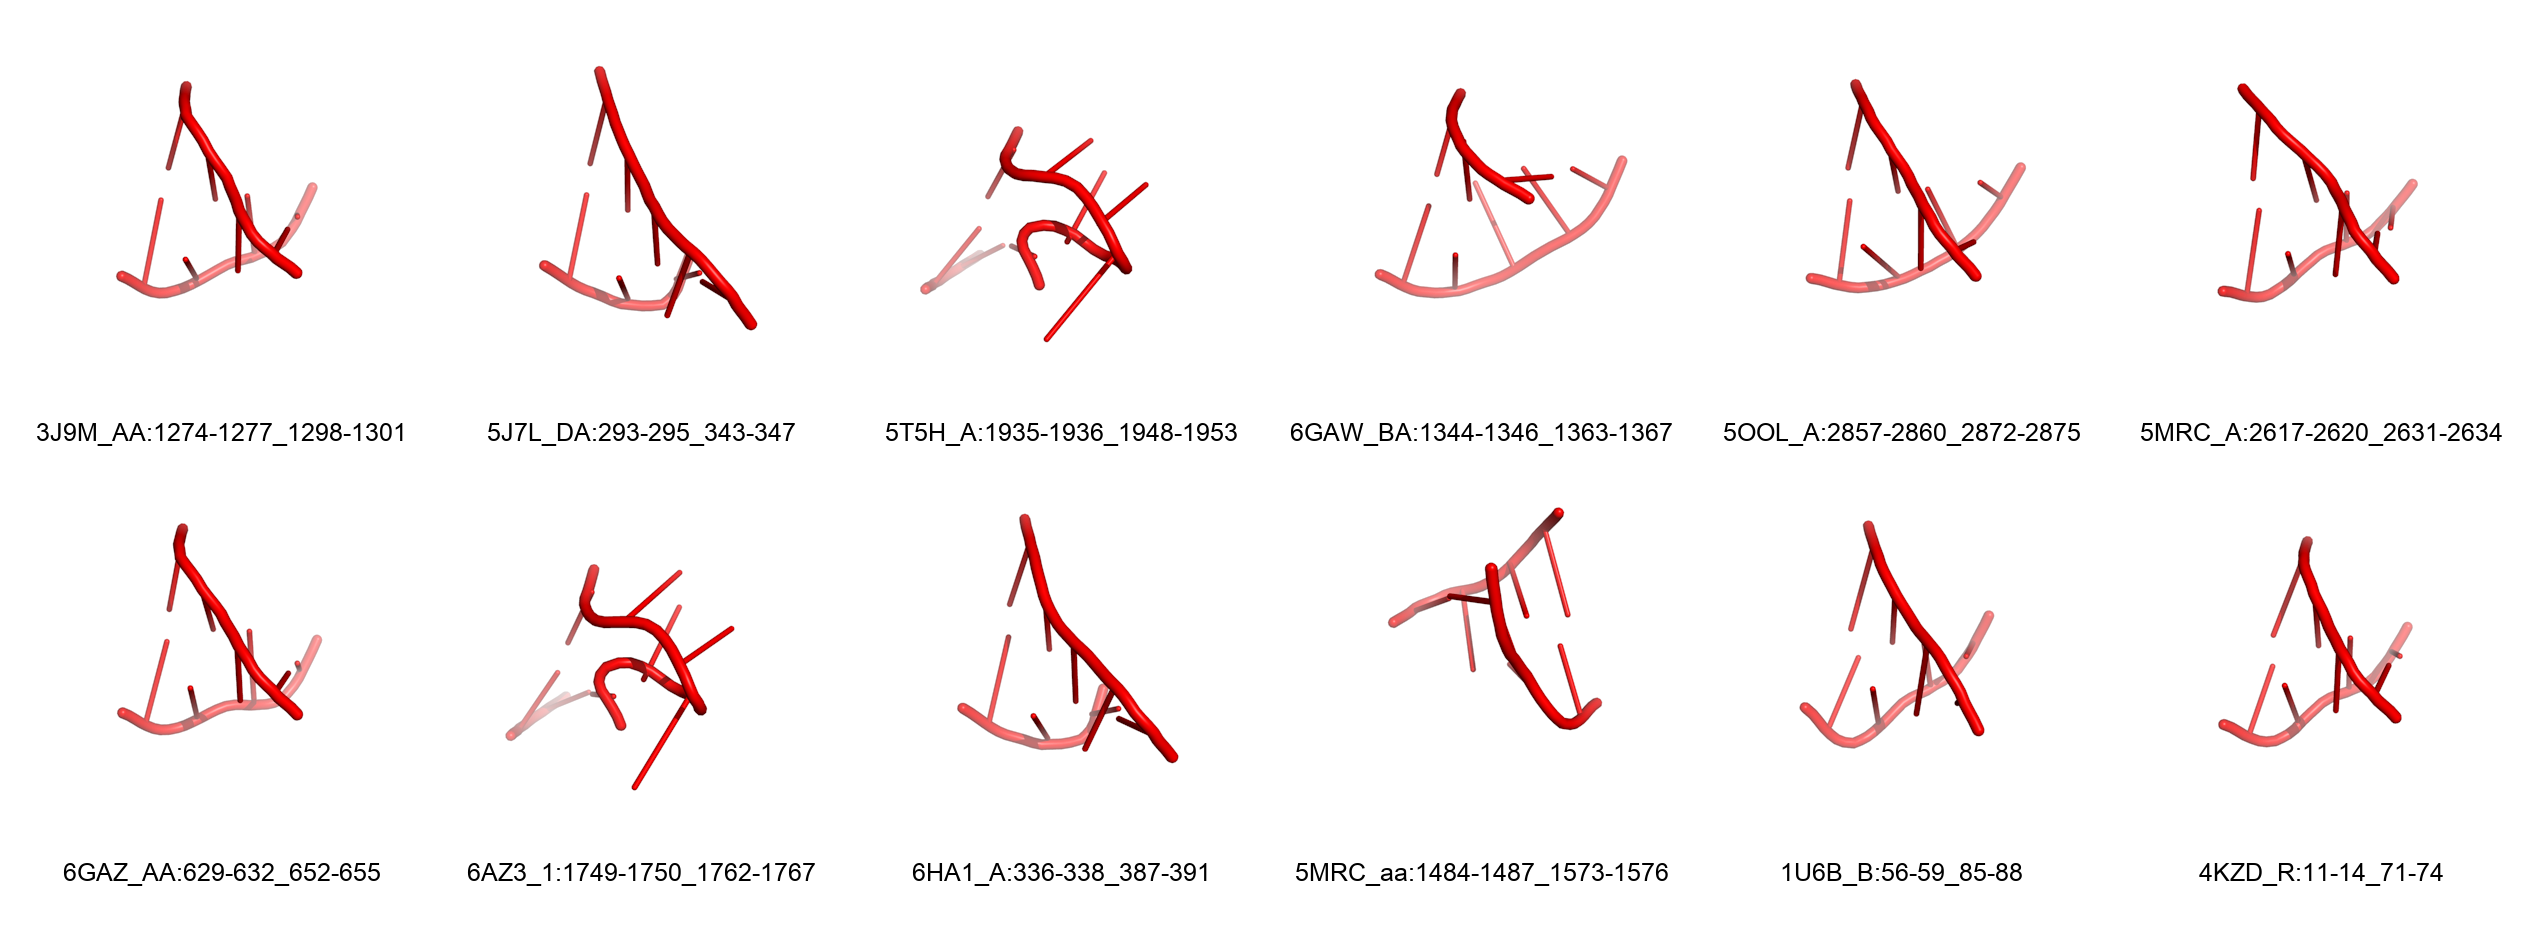 3J9M_AA:1274-1277_1298-1301
5J7L_DA:293-295_343-347
5T5H_A:1935-1936_1948-1953
6GAW_BA:1344-1346_1363-1367
5OOL_A:2857-2860_2872-2875
5MRC_A:2617-2620_2631-2634
6GAZ_AA:629-632_652-655
6AZ3_1:1749-1750_1762-1767
6HA1_A:336-338_387-391
5MRC_aa:1484-1487_1573-1576
1U6B_B:56-59_85-88
4KZD_R:11-14_71-74